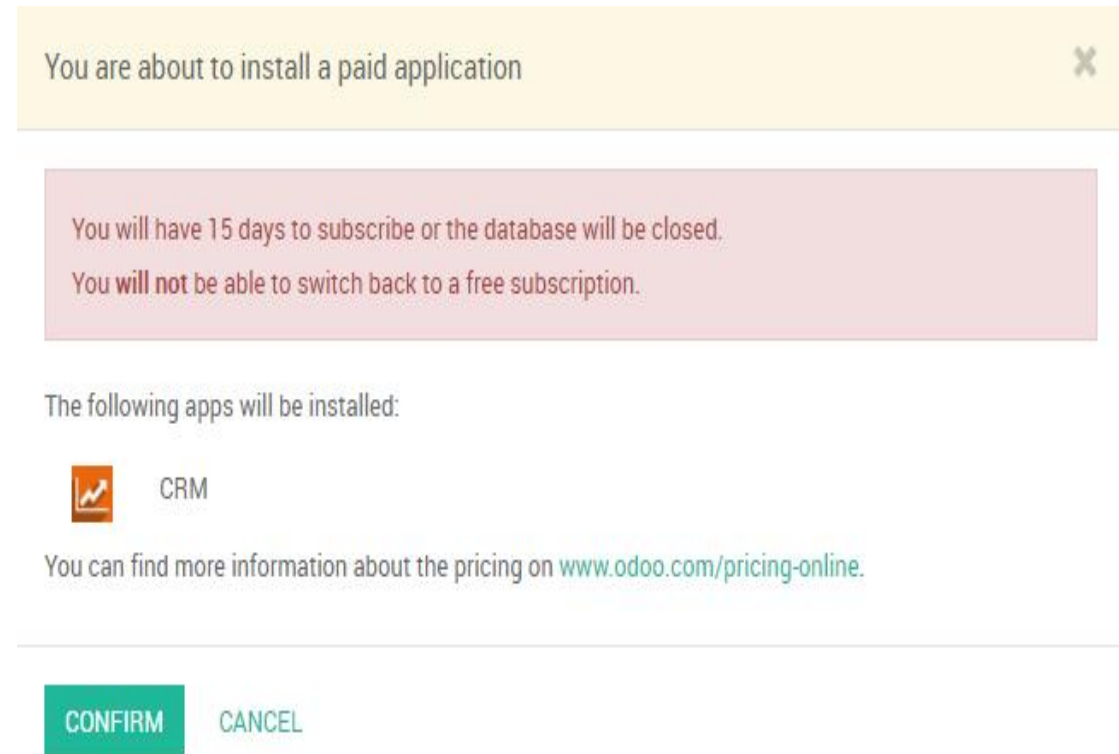 You are about to install a paid application
You will have 15 days to subscribe or the database will be closed.
You will not be able to switch back to a free subscription.
The following apps will be installed:
CRM
You can find more information about the pricing on www.odoo.com/pricing-online.
CONFIRM CANCEL